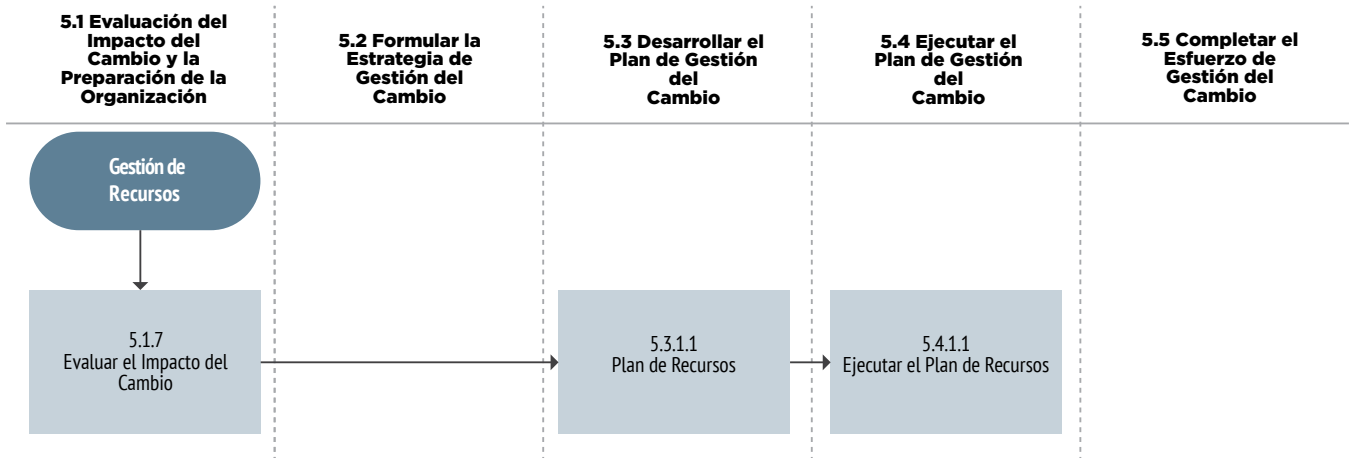 5.1 Evaluación del
Impacto del
Cambio y la
Preparación de la
Organización
5.2 Formular la
Estrategia de
Gestión del
Cambio
5.3 Desarrollar el
Plan de Gestión
del
Cambio
5.4 Ejecutar el
Plan de Gestión
del
Cambio
5.5 Completar el
Esfuerzo de
Gestión del
Cambio
Gestión de
Recursos
5.1.7
Evaluar el Impacto del
Cambio
5.3.1.1
Plan de Recursos
5.4.1.1
Ejecutar el Plan de Recursos